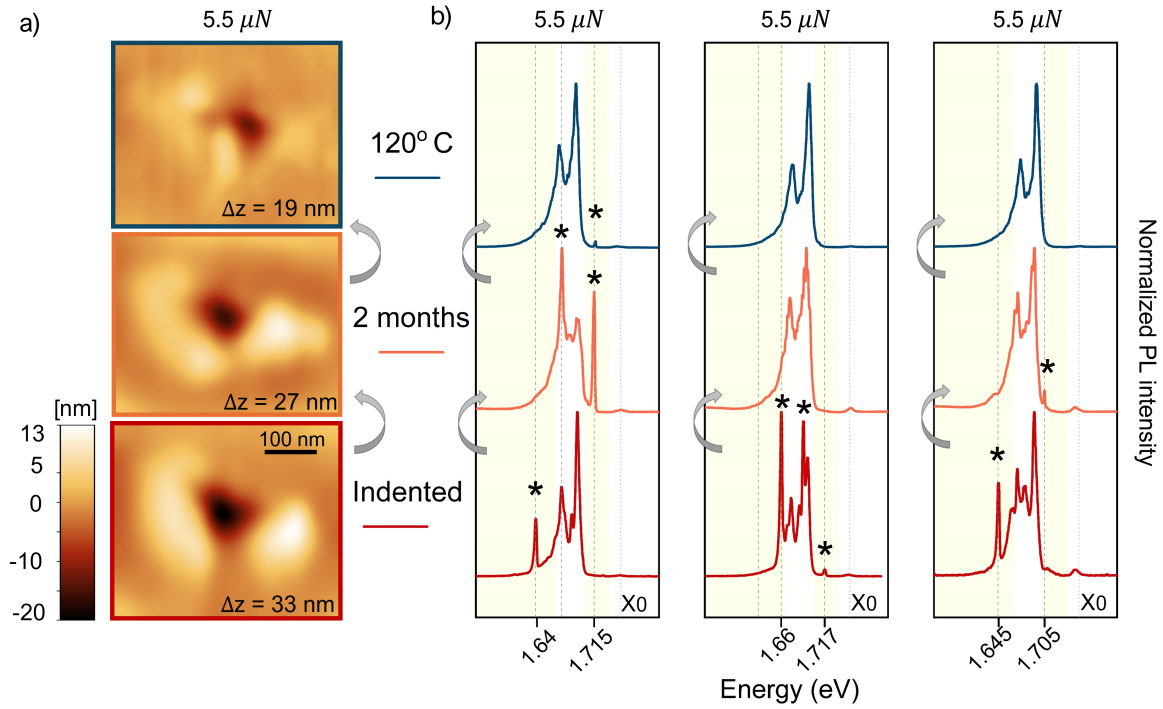 a)
5.5 μN
b)
5.5 μN
5.5 μN
5.5 μN
120° C
Δz = 19 nm
*
*
*
2 months
Δz = 27 nm
*
* *
[nm]
13
5
0
-10
-20
100 nm
Indented
Δz = 33 nm
*
*
*
X0
X0
X0
1.64
1.715
1.66
1.717
1.645
1.705
Energy (eV)
Normalized PL intensity